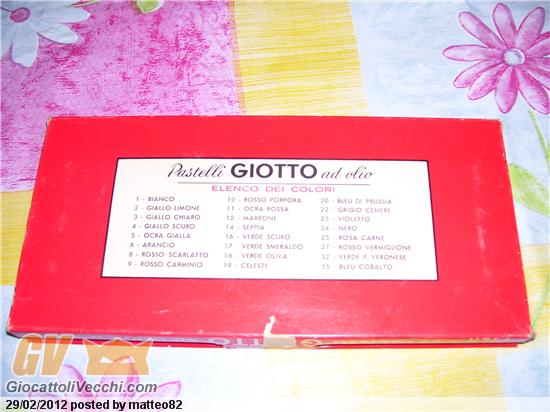 Pastelli GIOTTO ad olio
ELENCO DEI COLORI
1 - BIANCO
2 - GIALLO LIMONE
3 - GIALLO CHIARO
4 - GIALLO SCURO
5 - OCRA GIALLA
6 - ARANCIO
8 - ROSSO SCARLATTO
9 - ROSSO CARMINIO
10 - ROSSO PORPORA
11 - OCRA ROSSA
12 - MARRONE
14 - SEPPIA
16 - VERDE SCURO
17 - VERDE SMERALDO
18 - VERDE OLIVA
19 - CELESTE
20 - BLEU DI PRUSSIA
22 - GRIGIO CENERE
23 - VIOLETTO
24 - NERO
25 - ROSA CARNE
27 - ROSSO VERMIGLIONE
32 - VERDE P. VERONESE
35 - BLEU COBALTO
GV
GiocattoliVecchi.com
29/02/2012 posted by matteo82